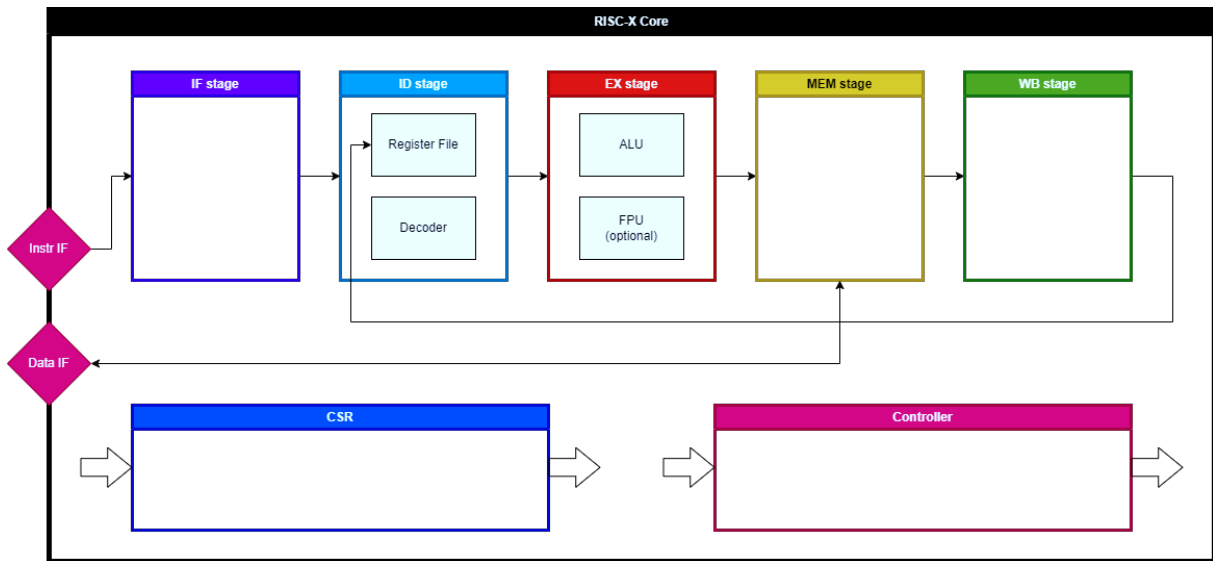 RISC-X Core
IF stage
ID stage
EX stage
MEM stage
WB stage
Register File
ALU
Decoder
FPU
(optional)
Instr IF
Data IF
CSR
Controller